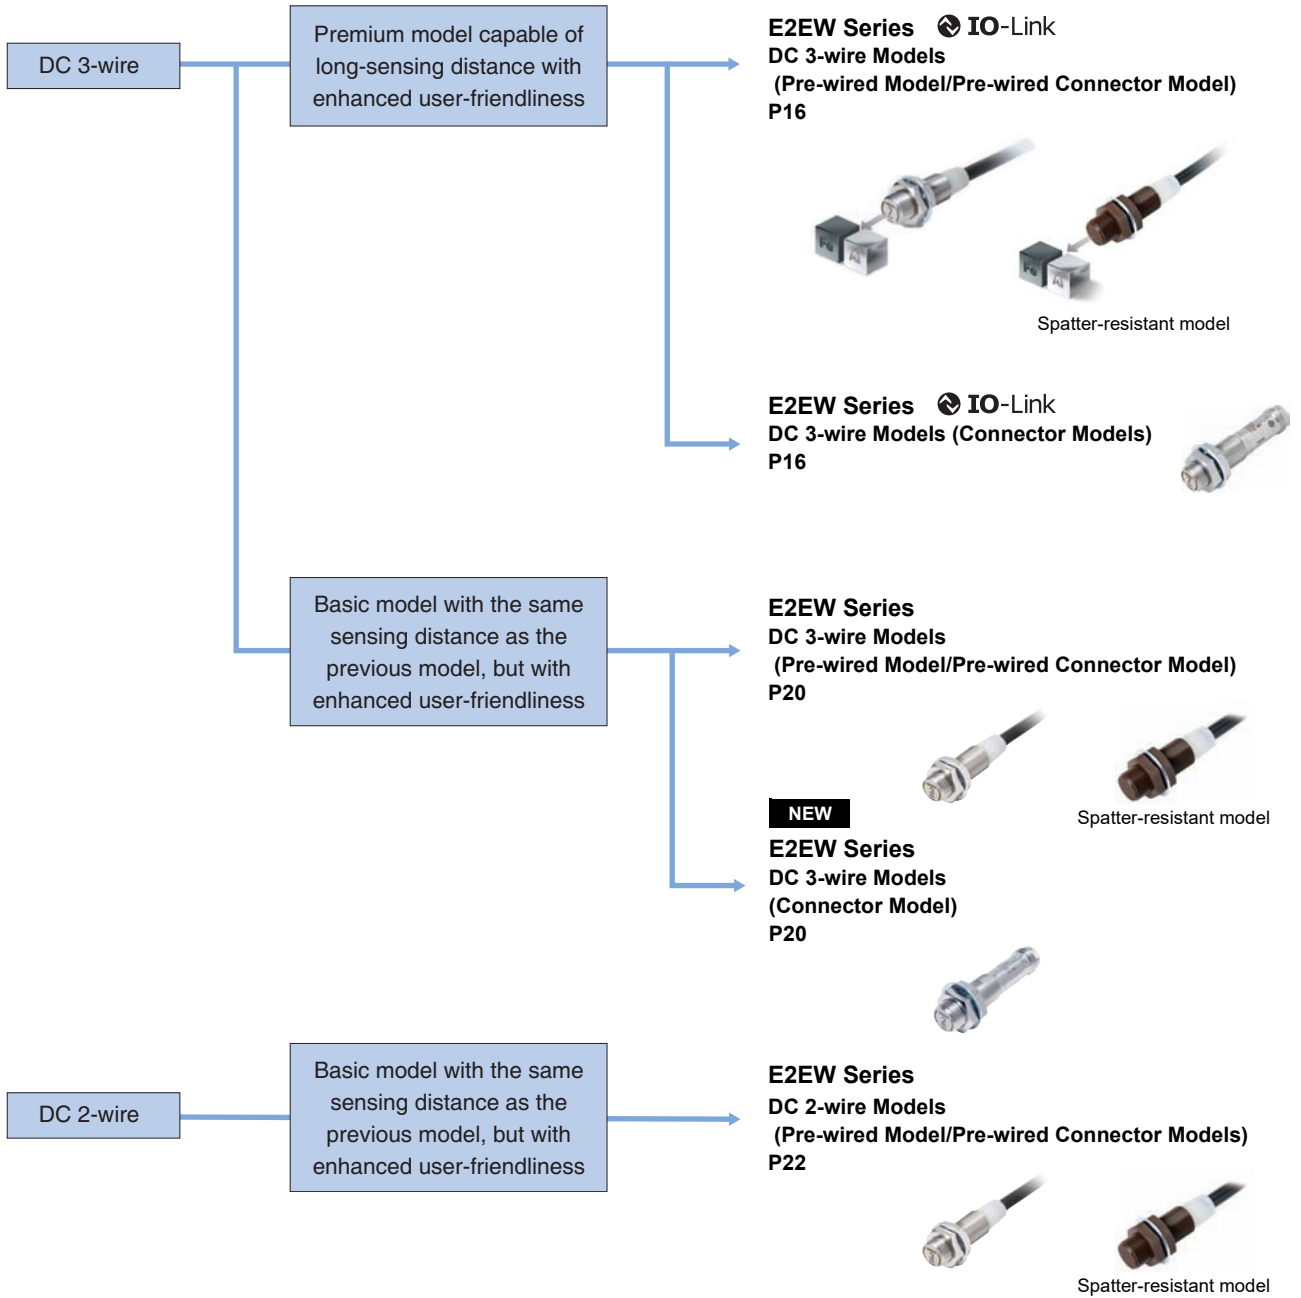 DC 3-wire
Premium model capable of
long-sensing distance with
enhanced user-friendliness
E2EW Series IO-Link
DC 3-wire Models
(Pre-wired Model/Pre-wired Connector Model)
P16
Fe
Al
Fe
Al
Spatter-resistant model
E2EW Series IO-Link
DC 3-wire Models (Connector Models)
P16
Basic model with the same
sensing distance as the
previous model, but with
enhanced user-friendliness
E2EW Series
DC 3-wire Models
(Pre-wired Model/Pre-wired Connector Model)
P20
Spatter-resistant model
NEW
E2EW Series
DC 3-wire Models
(Connector Model)
P20
DC 2-wire
Basic model with the same
sensing distance as the
previous model, but with
enhanced user-friendliness
E2EW Series
DC 2-wire Models
(Pre-wired Model/Pre-wired Connector Models)
P22
Spatter-resistant model